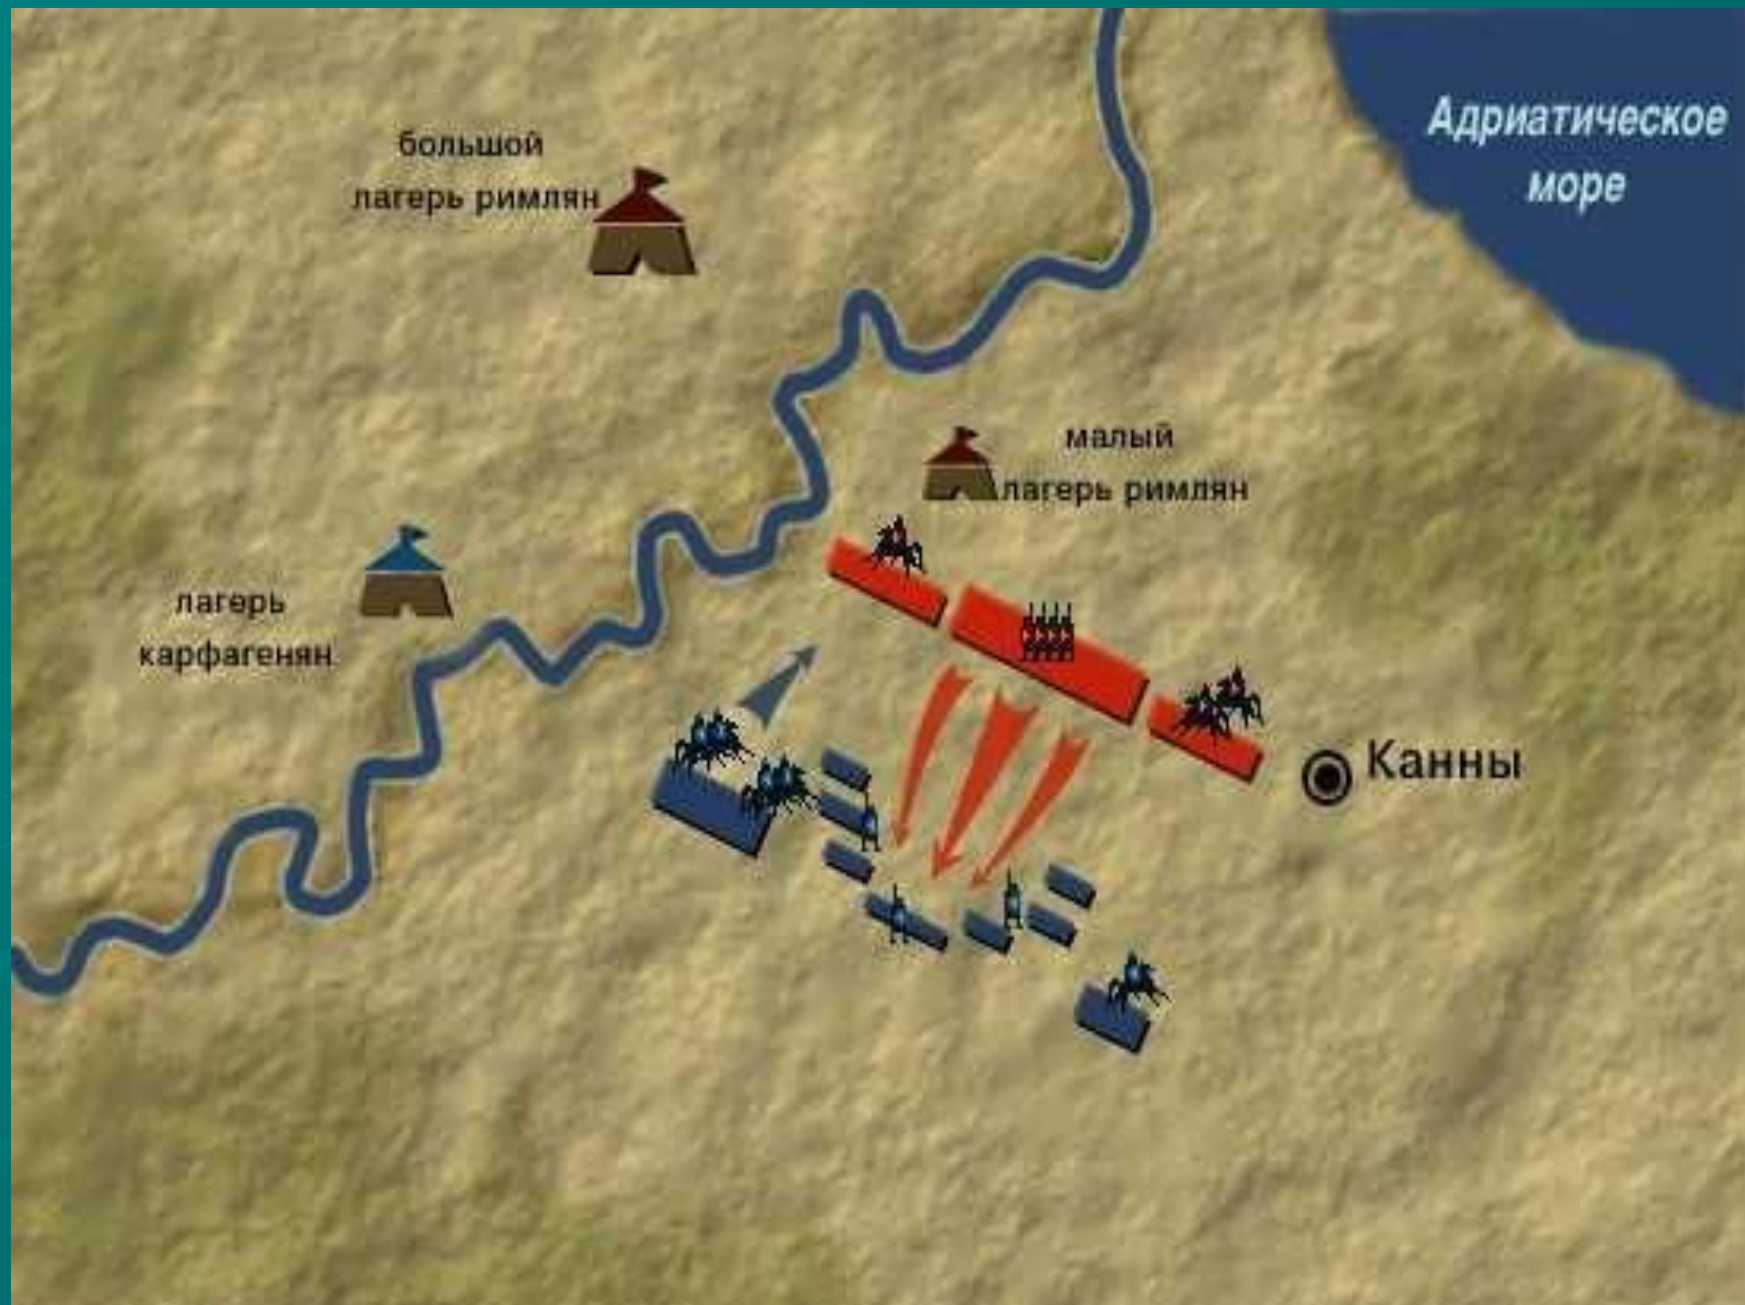 Адриатическое
море
большой
лагерь римлян
малый
лагерь римлян
лагерь
карфагенян
Канны